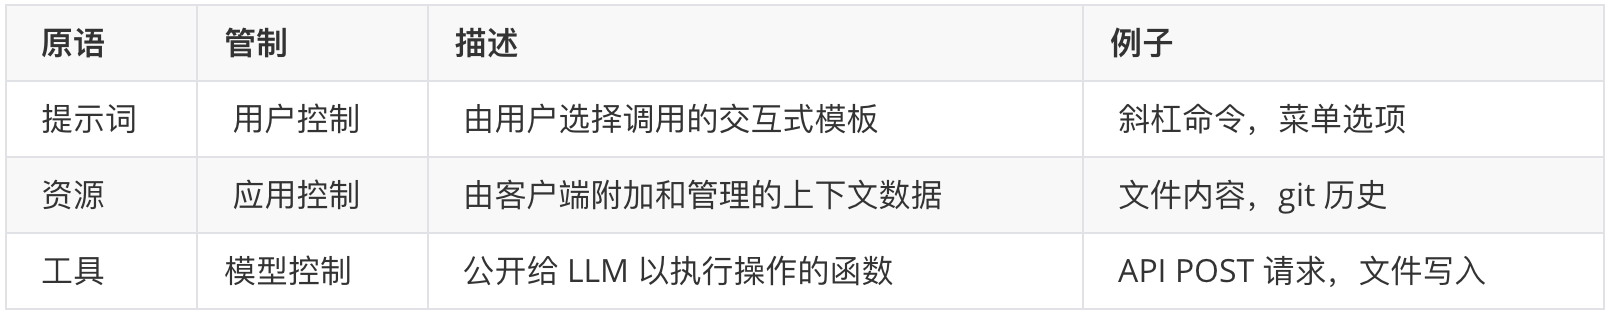 原语 管制 描述 例子
提示词 用户控制 由用户选择调用的交互式模板 斜杠命令，菜单选项
资源 应用控制 由客户端附加和管理的上下文数据 文件内容，git 历史
工具 模型控制 公开给 LLM 以执行操作的函数 API POST 请求，文件写入